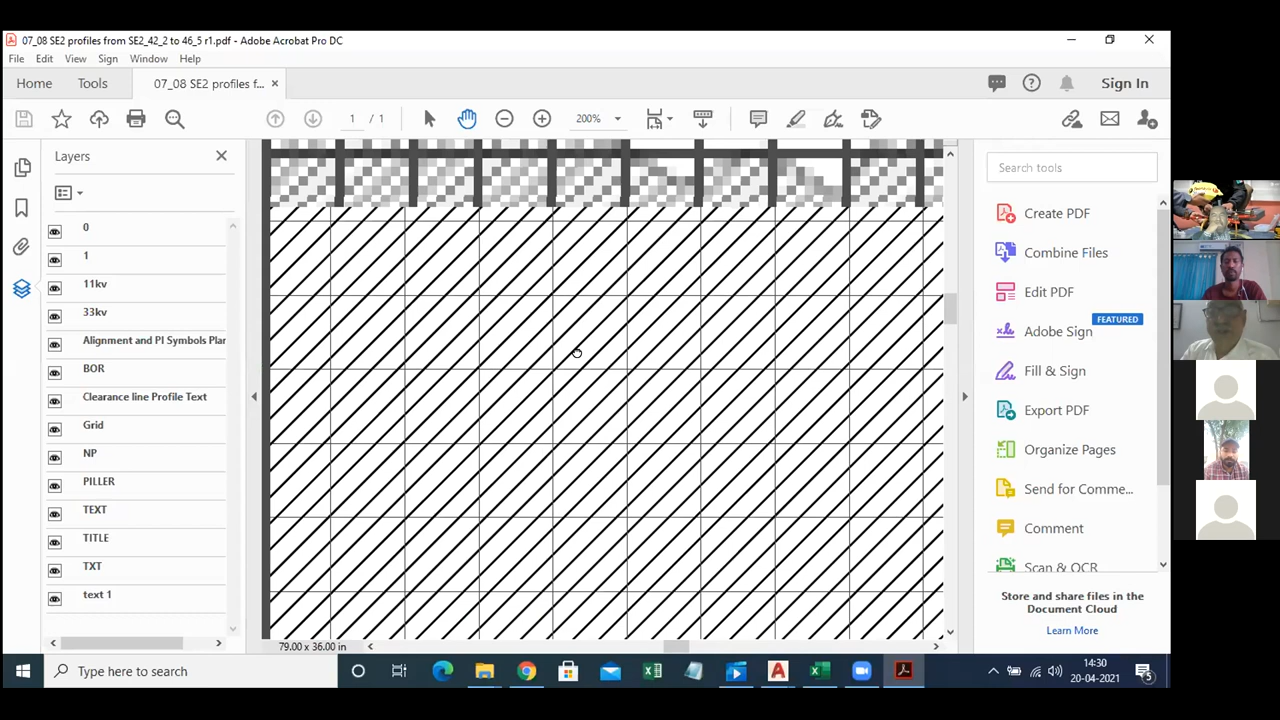 07_08 SE2 profiles from SE2_42_2 to 46_5 r1.pdf - Adobe Acrobat Pro DC
File Edit View Sign Window Help
Home Tools 07_08 SE2 profiles f... × Sign In
1 / 1 200%
Layers
0
1
11kv
33kv
Alignment and PI Symbols Plan
BOR
Clearance line Profile Text
Grid
NP
PILLER
TEXT
TITLE
TXT
text 1
79.00 x 36.00 in
Search tools
Create PDF
Combine Files
Edit PDF
FEATURED
Adobe Sign
Fill & Sign
Export PDF
Organize Pages
Send for Comme...
Comment
Scan & OCR
Store and share files in the
Document Cloud
Learn More
Type here to search
14:30
20-04-2021
5